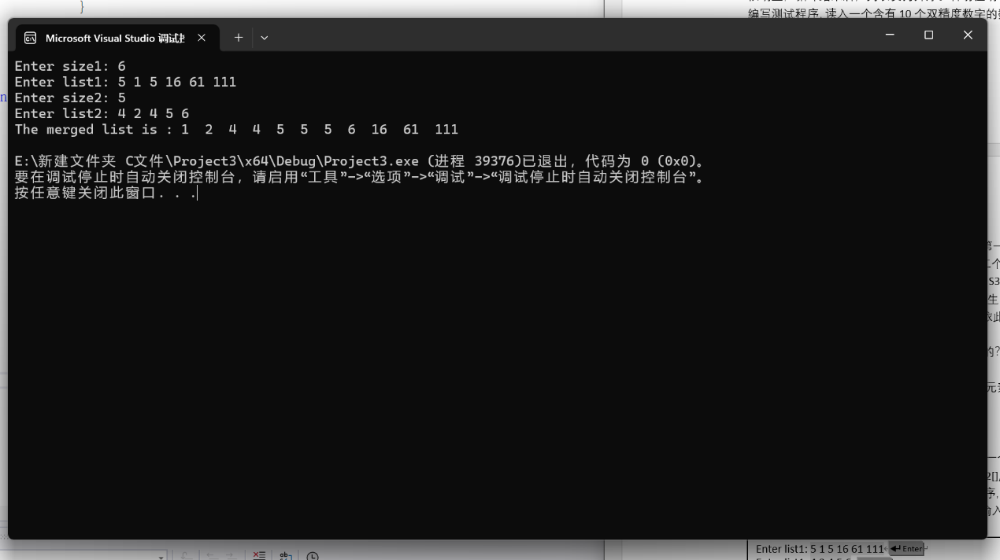 }
编写测试程序, 读入一个含有 10 个双精度数字的
Microsoft Visual Studio 调试
Enter size1: 6
Enter list1: 5 1 5 16 61 111
Enter size2: 5
Enter list2: 4 2 4 5 6
The merged list is : 1  2  4  4  5  5  5  6  16  61  111
E:\新建文件夹 C文件\Project3\x64\Debug\Project3.exe (进程 39376)已退出，代码为 0 (0x0)。
要在调试停止时自动关闭控制台，请启用“工具”->“选项”->“调试”->“调试停止时自动关闭控制台”。
按任意键关闭此窗口. . .
n
S3
生
的?
2[]
序,
Enter list1: 5 1 5 16 61 111 Enter